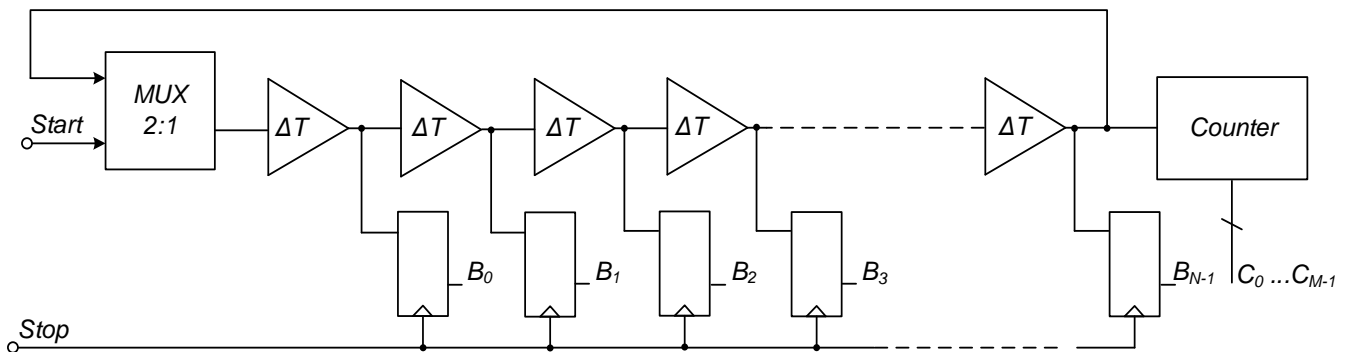 MUX
2:1
Start
ΔT
ΔT
ΔT
ΔT
ΔT
Counter
B0
B1
B2
B3
BN-1
C0 ...CM-1
Stop